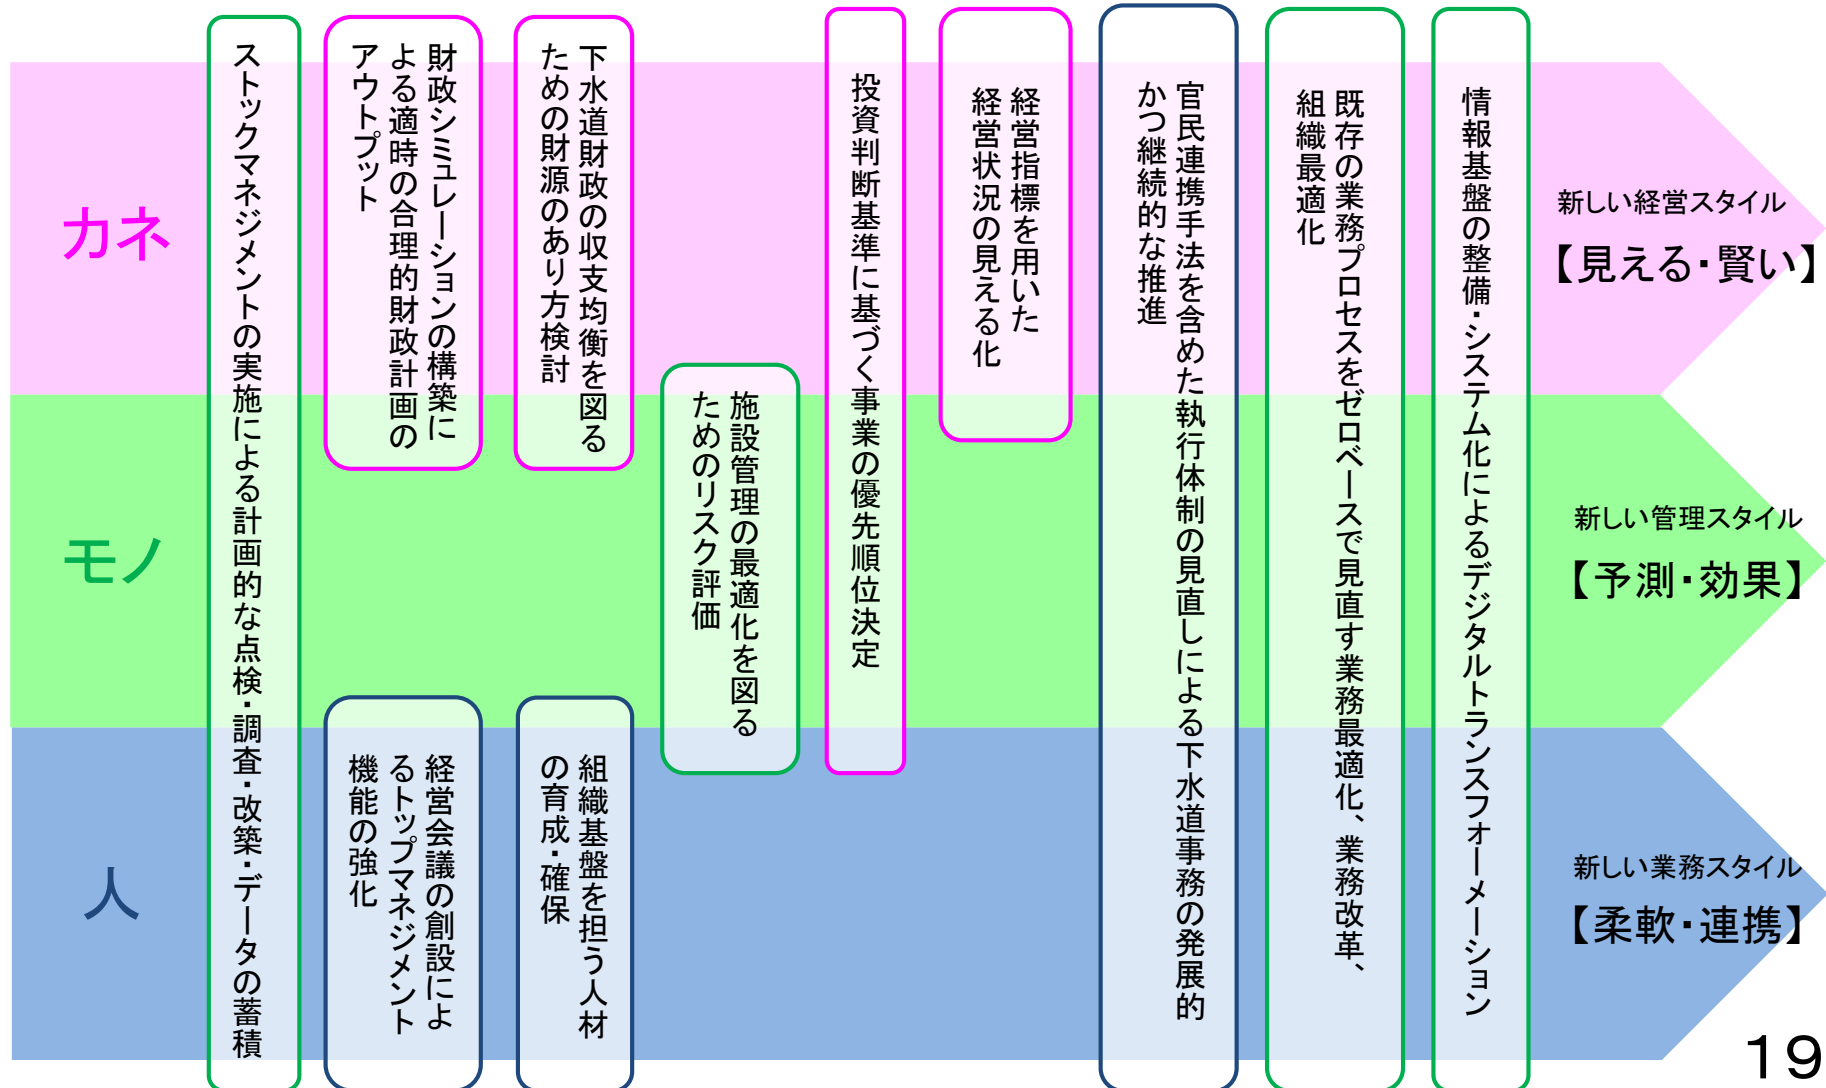 カネ
モノ
人
ストックマネジメントの実施による計画的な点検・調査・改築・データの蓄積
財政シミュレーションの構築に
よる適時の合理的財政計画の
アウトプット
下水道財政の収支均衡を図る
ための財源のあり方検討
経営会議の創設によ
るトップマネジメント
機能の強化
組織基盤を担う人材
の育成・確保
施設管理の最適化を図る
ためのリスク評価
投資判断基準に基づく事業の優先順位決定
経営指標を用いた
経営状況の見える化
官民連携手法を含めた執行体制の見直しによる下水道事務の発展的
かつ継続的な推進
既存の業務プロセスをゼロベースで見直す業務最適化、業務改革、
組織最適化
情報基盤の整備・システム化によるデジタルトランスフォーメーション
新しい経営スタイル
【見える・賢い】
新しい管理スタイル
【予測・効果】
新しい業務スタイル
【柔軟・連携】
19